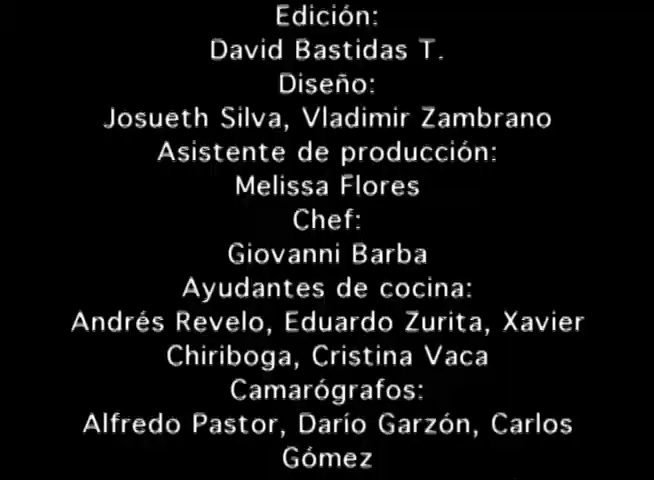 Edición:
David Bastidas T.
Diseño:
Josueth Silva, Vladimir Zambrano
Asistente de producción:
Melissa Flores
Chef:
Giovanni Barba
Ayudantes de cocina:
Andrés Revelo, Eduardo Zurita, Xavier
Chiriboga, Cristina Vaca
Camarógrafos:
Alfredo Pastor, Darío Garzón, Carlos
Gómez